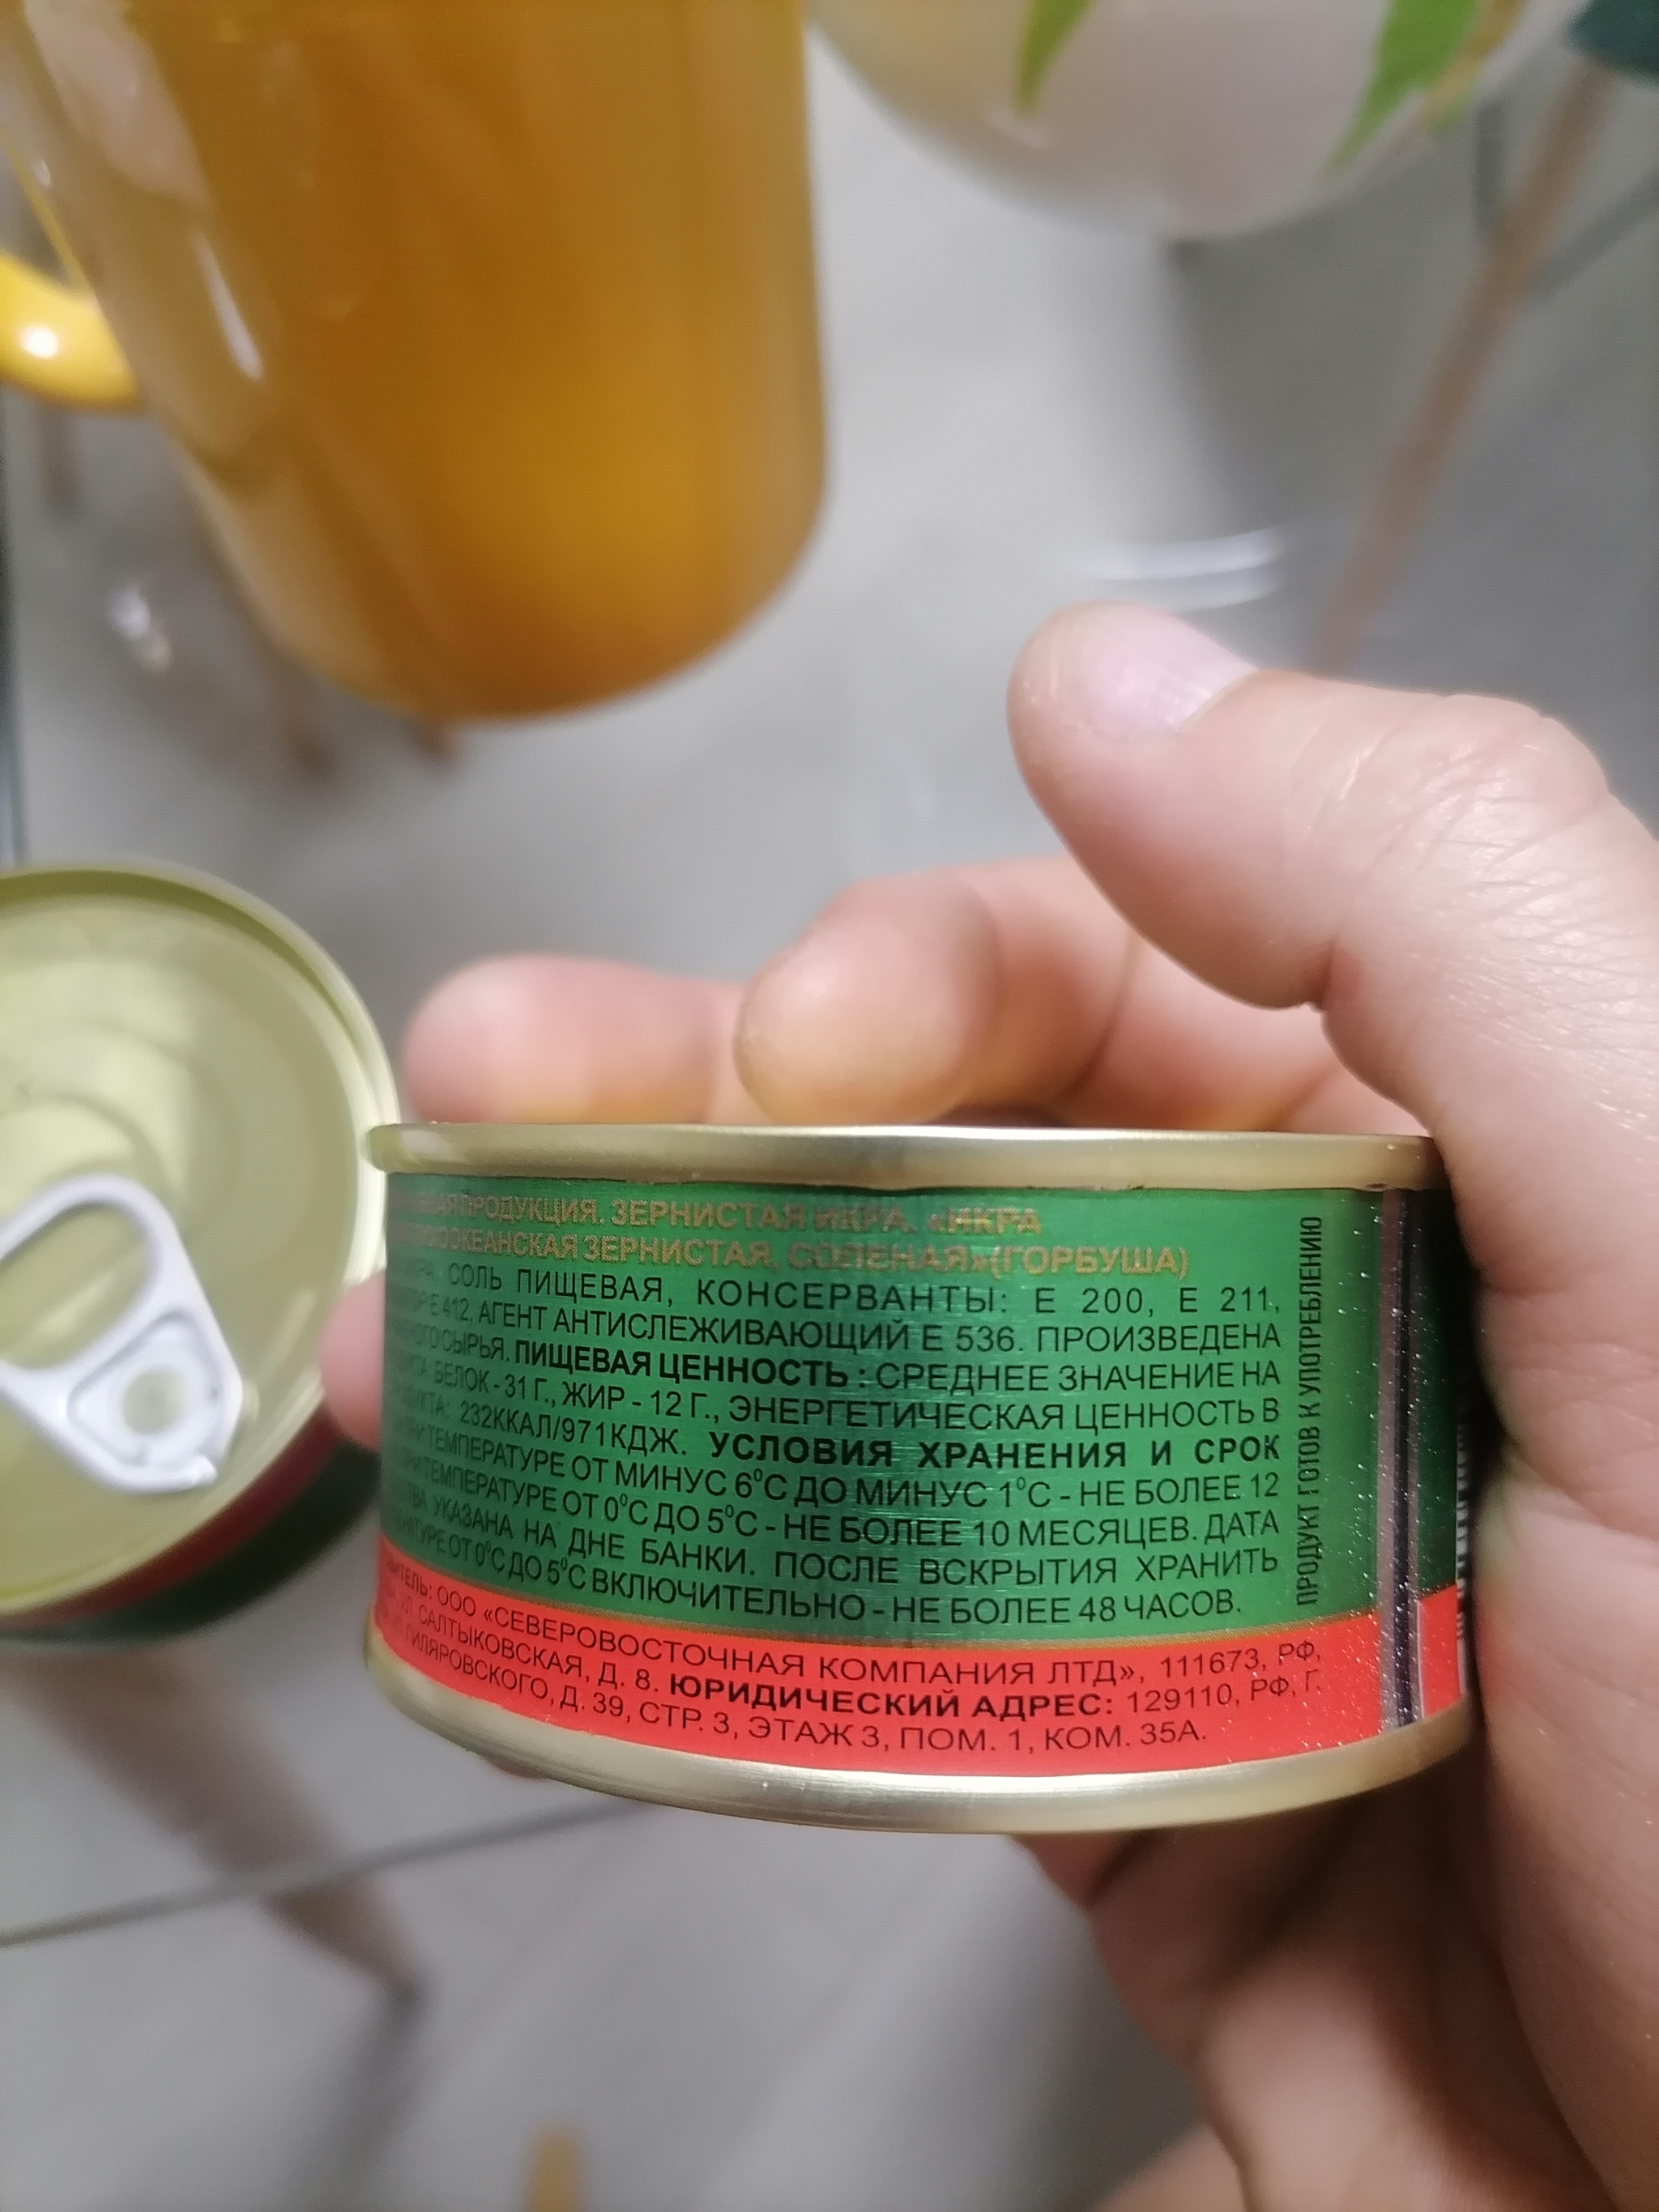 ПРОДУКЦИЯ. ЗЕРНИСТАЯ ИКРА. «ИКРА
ЗЕРНИСТАЯ, СОЛЕНАЯ»(ГОРБУША)
СОЛЬ ПИЩЕВАЯ, КОНСЕРВАНТЫ: Е 200, Е 211,
Е 412, АГЕНТ АНТИСЛЕЖИВАЮЩИЙ Е 536. ПРОИЗВЕДЕНА
СЫРЬЯ. ПИЩЕВАЯ ЦЕННОСТЬ : СРЕДНЕЕ ЗНАЧЕНИЕ НА
БЕЛОК - 31 Г., ЖИР - 12 Г., ЭНЕРГЕТИЧЕСКАЯ ЦЕННОСТЬ В
232ККАЛ/971КДЖ. УСЛОВИЯ ХРАНЕНИЯ И СРОК
ТЕМПЕРАТУРЕ ОТ МИНУС 6°С ДО МИНУС 1°С - НЕ БОЛЕЕ 12
ТЕМПЕРАТУРЕ ОТ 0°С ДО 5°С - НЕ БОЛЕЕ 10 МЕСЯЦЕВ. ДАТА
УКАЗАНА НА ДНЕ БАНКИ. ПОСЛЕ ВСКРЫТИЯ ХРАНИТЬ
ОТ 0°С ДО 5°С ВКЛЮЧИТЕЛЬНО - НЕ БОЛЕЕ 48 ЧАСОВ.
ПРОДУКТ ГОТОВ К УПОТРЕБЛЕНИЮ
ООО «СЕВЕРОВОСТОЧНАЯ КОМПАНИЯ ЛТД», 111673, РФ,
САЛТЫКОВСКАЯ, Д. 8. ЮРИДИЧЕСКИЙ АДРЕС: 129110, РФ, Г.
ГИЛЯРОВСКОГО, Д. 39, СТР. 3, ЭТАЖ 3, ПОМ. 1, КОМ. 35А.